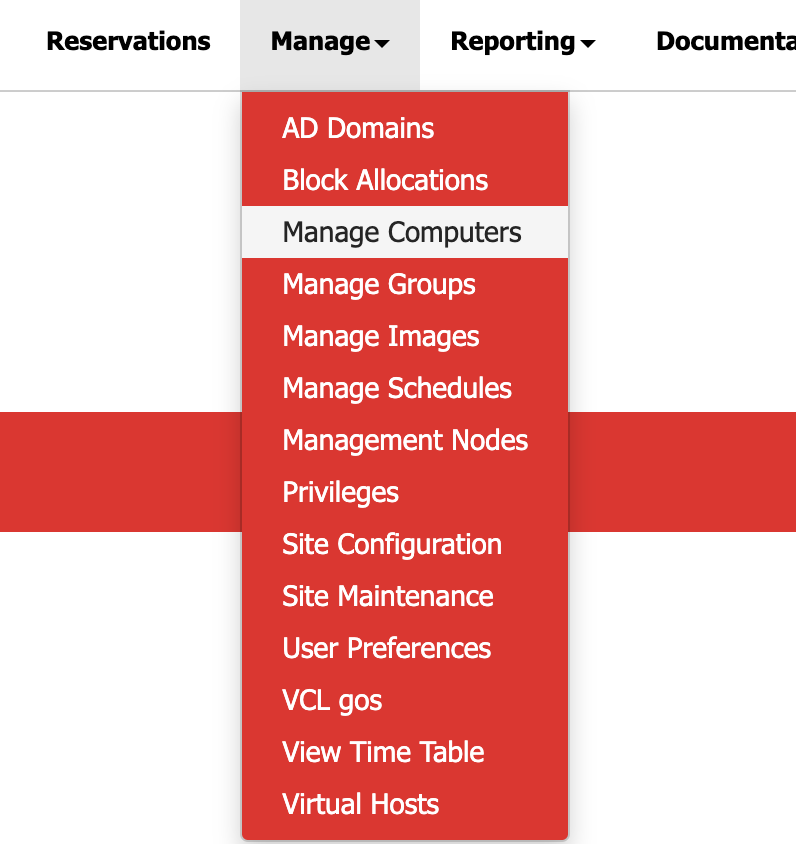 Reservations Manage Reporting Documenta
AD Domains
Block Allocations
Manage Computers
Manage Groups
Manage Images
Manage Schedules
Management Nodes
Privileges
Site Configuration
Site Maintenance
User Preferences
VCL gos
View Time Table
Virtual Hosts